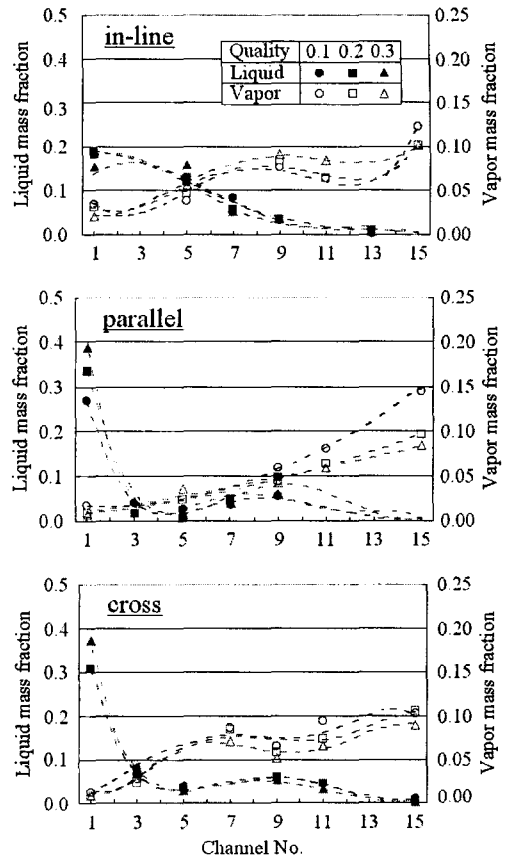 in-line
Quality 0.1 0.2 0.3
Liquid
Vapor
Liquid mass fraction
0.5
0.4
0.3
0.2
0.1
0.0
Vapor mass fraction
0.25
0.20
0.15
0.10
0.05
0.00
1 3 5 7 9 11 13 15
parallel
Liquid mass fraction
0.5
0.4
0.3
0.2
0.1
0.0
Vapor mass fraction
0.25
0.20
0.15
0.10
0.05
0.00
1 3 5 7 9 11 13 15
cross
Liquid mass fraction
0.5
0.4
0.3
0.2
0.1
0.0
Vapor mass fraction
0.25
0.20
0.15
0.10
0.05
0.00
1 3 5 7 9 11 13 15
Channel No.